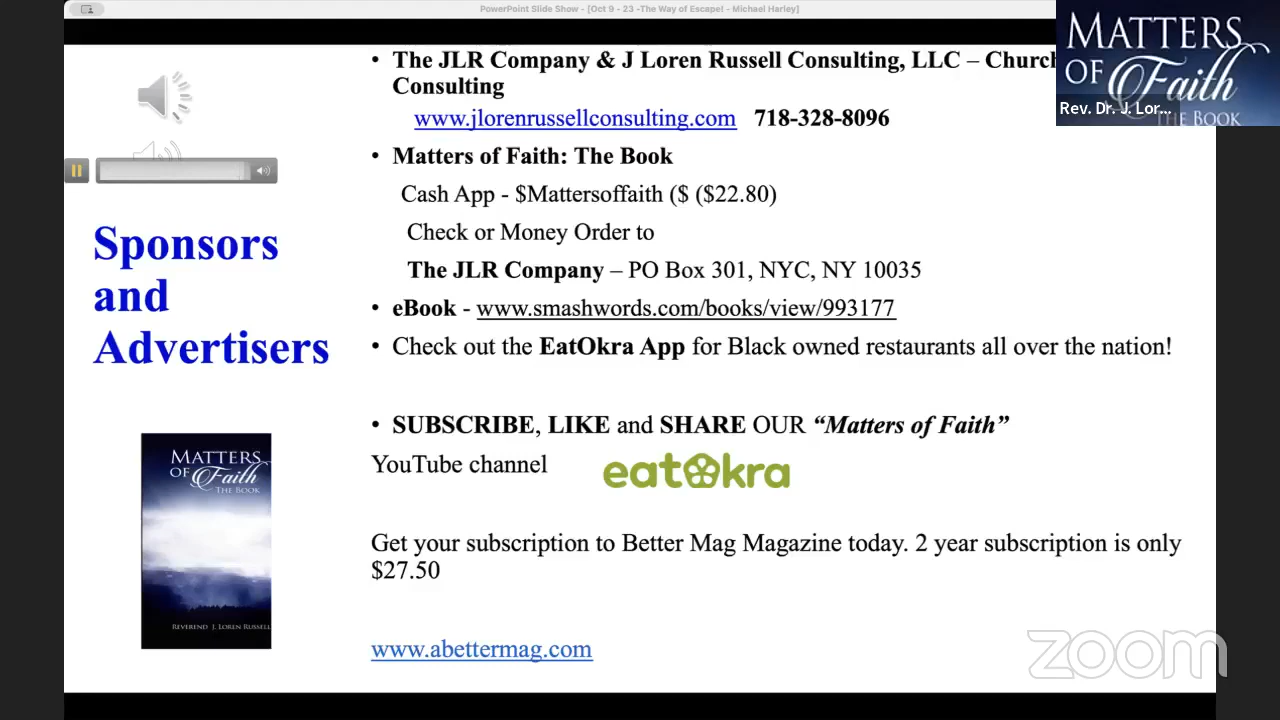 PowerPoint Slide Show - [Oct 9 - 23 -The Way of Escape! - Michael Harley]
MATTERS
OF Faith
THE BOOK
Rev. Dr. J. Lor...
• The JLR Company & J Loren Russell Consulting, LLC – Church
Consulting
www.jlorenrussellconsulting.com 718-328-8096
• Matters of Faith: The Book
Cash App - $Mattersoffaith ($ ($22.80)
Check or Money Order to
The JLR Company – PO Box 301, NYC, NY 10035
• eBook - www.smashwords.com/books/view/993177
• Check out the EatOkra App for Black owned restaurants all over the nation!
• SUBSCRIBE, LIKE and SHARE OUR “Matters of Faith”
YouTube channel
eatokra
Get your subscription to Better Mag Magazine today. 2 year subscription is only
$27.50
www.abettermag.com
Sponsors
and
Advertisers
MATTERS
OF Faith
THE BOOK
REVEREND J. LOREN RUSSELL
zoom